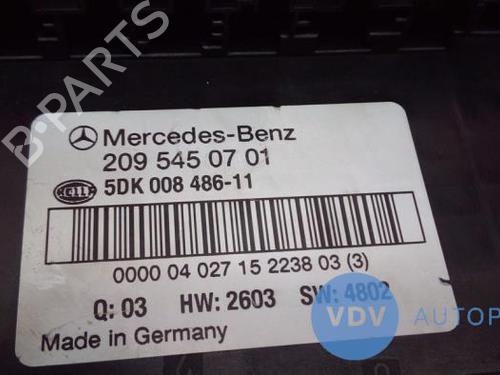 B-PARTS
Mercedes-Benz
209 545 07 01
5DK 008 486-11
0000 04 027 15 2238 03 (3)
Q: 03 HW: 2603 SW: 4802
Made in Germany
VDV AUTOP